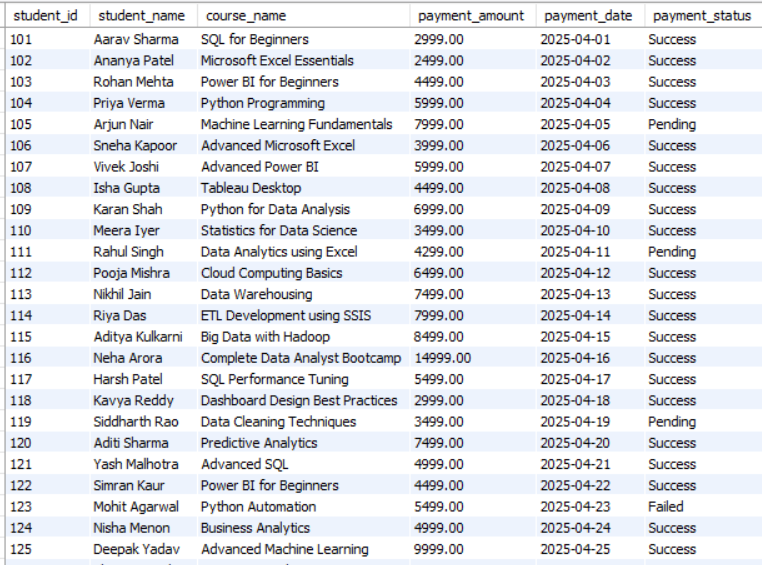 student_id student_name course_name payment_amount payment_date payment_status
101 Aarav Sharma SQL for Beginners 2999.00 2025-04-01 Success
102 Ananya Patel Microsoft Excel Essentials 2499.00 2025-04-02 Success
103 Rohan Mehta Power BI for Beginners 4499.00 2025-04-03 Success
104 Priya Verma Python Programming 5999.00 2025-04-04 Success
105 Arjun Nair Machine Learning Fundamentals 7999.00 2025-04-05 Pending
106 Sneha Kapoor Advanced Microsoft Excel 3999.00 2025-04-06 Success
107 Vivek Joshi Advanced Power BI 5999.00 2025-04-07 Success
108 Isha Gupta Tableau Desktop 4499.00 2025-04-08 Success
109 Karan Shah Python for Data Analysis 6999.00 2025-04-09 Success
110 Meera Iyer Statistics for Data Science 3499.00 2025-04-10 Success
111 Rahul Singh Data Analytics using Excel 4299.00 2025-04-11 Pending
112 Pooja Mishra Cloud Computing Basics 6499.00 2025-04-12 Success
113 Nikhil Jain Data Warehousing 7499.00 2025-04-13 Success
114 Riya Das ETL Development using SSIS 7999.00 2025-04-14 Success
115 Aditya Kulkarni Big Data with Hadoop 8499.00 2025-04-15 Success
116 Neha Arora Complete Data Analyst Bootcamp 14999.00 2025-04-16 Success
117 Harsh Patel SQL Performance Tuning 5499.00 2025-04-17 Success
118 Kavya Reddy Dashboard Design Best Practices 2999.00 2025-04-18 Success
119 Siddharth Rao Data Cleaning Techniques 3499.00 2025-04-19 Pending
120 Aditi Sharma Predictive Analytics 7499.00 2025-04-20 Success
121 Yash Malhotra Advanced SQL 4999.00 2025-04-21 Success
122 Simran Kaur Power BI for Beginners 4499.00 2025-04-22 Success
123 Mohit Agarwal Python Automation 5499.00 2025-04-23 Failed
124 Nisha Menon Business Analytics 4999.00 2025-04-24 Success
125 Deepak Yadav Advanced Machine Learning 9999.00 2025-04-25 Success